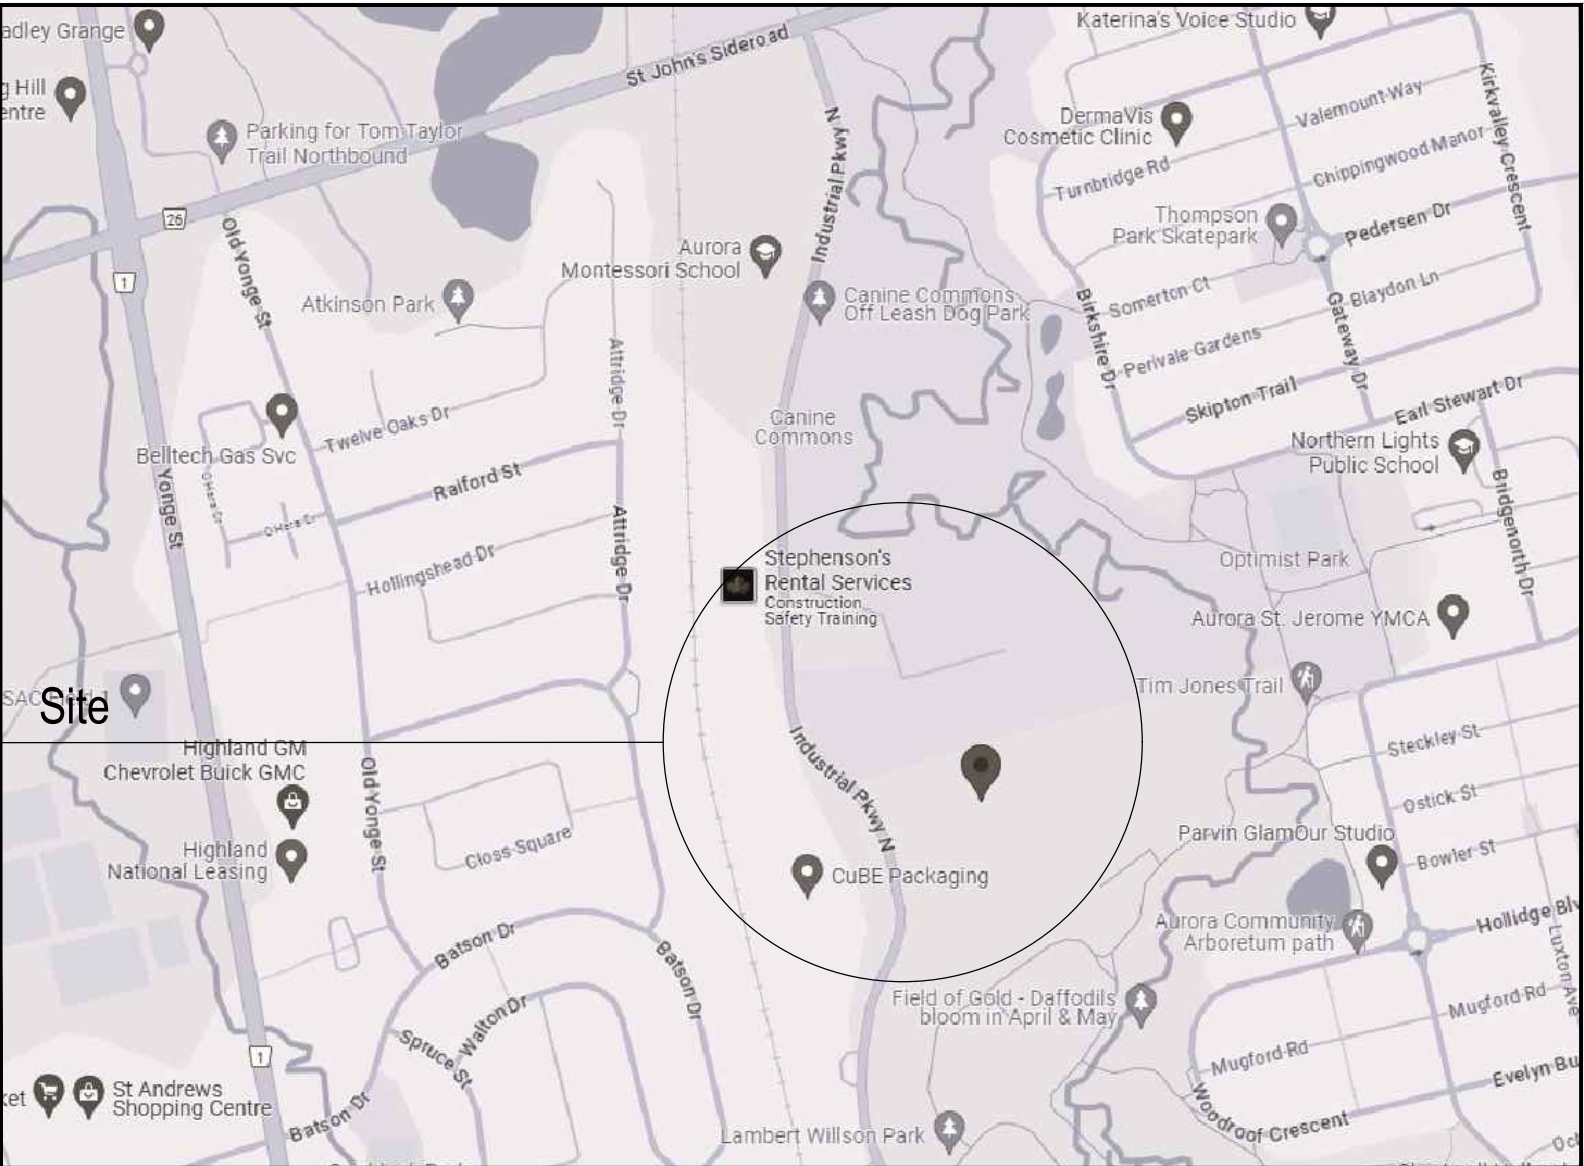 adley Grange
Katerina's Voice Studio
St John's Sideroad
g Hill
entre
Parking for Tom Taylor
Trail Northbound
Industrial Pkwy N
DermaVis
Cosmetic Clinic
Valemount Way
Kirkvalley Crescent
Chippingwood Manor
Turnbridge Rd
26
Old Yonge St
Thompson
Park Skatepark
Pedersen Dr
Aurora
Montessori School
1
Atkinson Park
Canine Commons
Off Leash Dog Park
Somerton Ct
Blaydon Ln
Birkshire Dr
Gateway Dr
Perivale Gardens
Attridge Dr
Skipton Trail
Earl Stewart Dr
Twelve Oaks Dr
Canine
Commons
Belltech Gas Svc
Northern Lights
Public School
Yonge St
O'Hara Dr
Raiford St
O'Hara Dr
Bridgenorth Dr
Attridge Dr
Hollingshead Dr
Stephenson's
Rental Services
Construction
Safety Training
Optimist Park
Aurora St. Jerome YMCA
Tim Jones Trail
Site
Highland GM
Chevrolet Buick GMC
Industrial Pkwy N
Steckley St
Old Yonge St
Ostick St
Closs Square
Parvin GlamOur Studio
Highland
National Leasing
Bowler St
CuBE Packaging
Aurora Community
Arboretum path
Hollidge Blv
Luxton Ave
Batson Dr
Batson Dr
Field of Gold - Daffodils
bloom in April & May
Mugford Rd
Walton Dr
Spruce St
Mugford Rd
1
Evelyn Bu
ket
St Andrews
Shopping Centre
Batson Dr
Woodroof Crescent
Lambert Willson Park